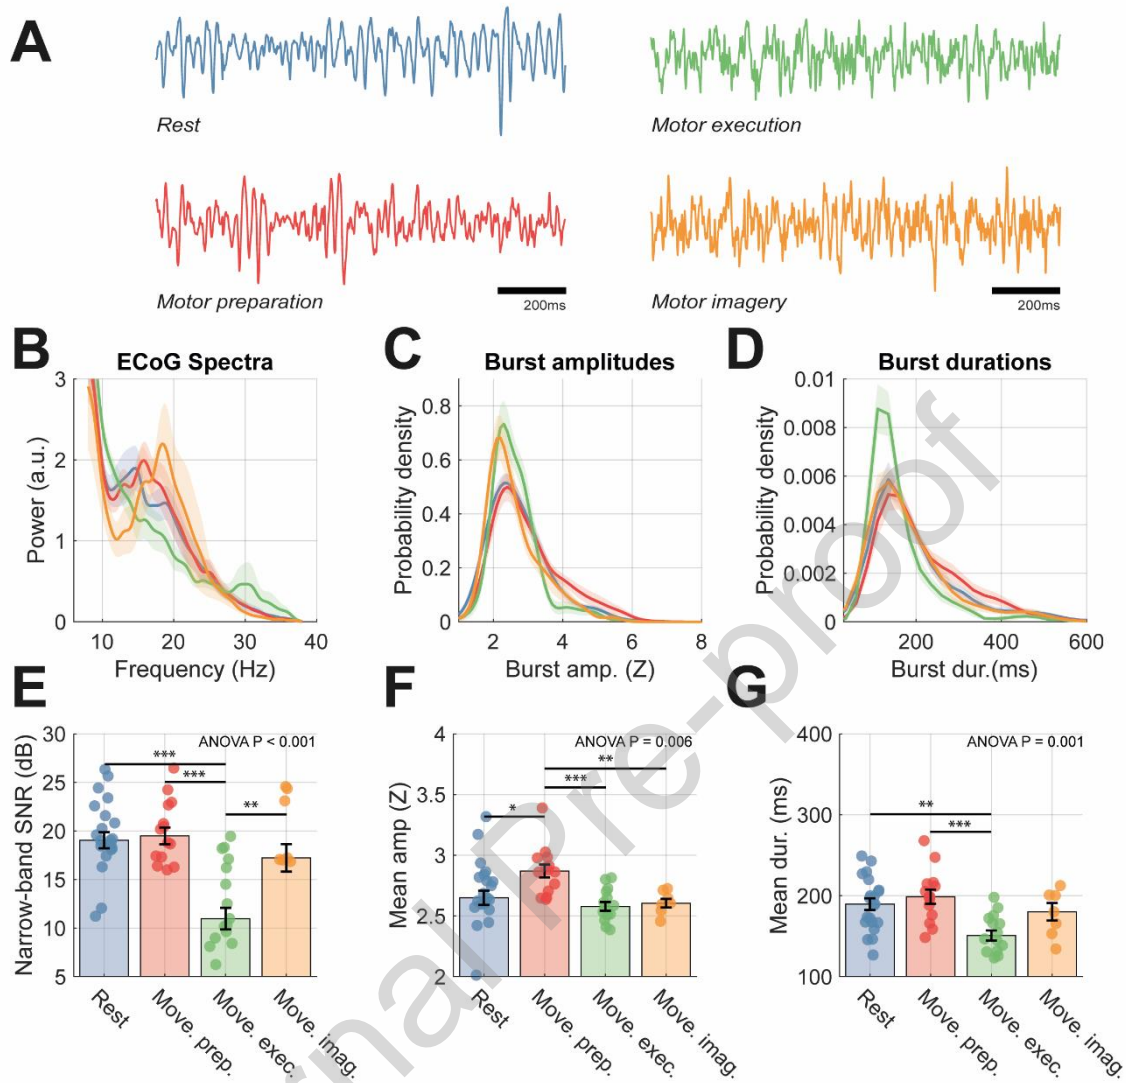 A
Rest
Motor execution
Motor preparation
200ms
Motor imagery
200ms
B
ECoG Spectra
3
2
1
0
Power (a.u.)
10
20
30
40
Frequency (Hz)
C
Burst amplitudes
0.8
0.6
0.4
0.2
0
Probability density
2
4
6
8
Burst amp. (Z)
D
Burst durations
0.01
0.008
0.006
0.004
0.002
0
Probability density
200
400
600
Burst dur.(ms)
E
30
25
20
15
10
5
Narrow-band SNR (dB)
ANOVA P < 0.001
***
***
**
Rest
Move. prep.
Move. exec.
Move. imag.
F
4
3.5
3
2.5
2
Mean amp (Z)
ANOVA P = 0.006
**
***
*
Rest
Move. prep.
Move. exec.
Move. imag.
G
400
300
200
100
Mean dur. (ms)
ANOVA P = 0.001
**
***
Rest
Move. prep.
Move. exec.
Move. imag.
rnal Pre-proof